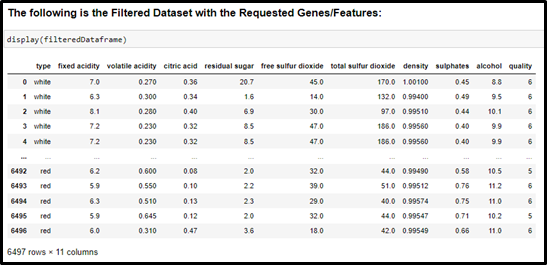 The following is the Filtered Dataset with the Requested Genes/Features:
display(filteredDataframe)
type fixed acidity volatile acidity citric acid residual sugar free sulfur dioxide total sulfur dioxide density sulphates alcohol quality
0 white 7.0 0.270 0.36 20.7 45.0 170.0 1.00100 0.45 8.8 6
1 white 6.3 0.300 0.34 1.6 14.0 132.0 0.99400 0.49 9.5 6
2 white 8.1 0.280 0.40 6.9 30.0 97.0 0.99510 0.44 10.1 6
3 white 7.2 0.230 0.32 8.5 47.0 186.0 0.99560 0.40 9.9 6
4 white 7.2 0.230 0.32 8.5 47.0 186.0 0.99560 0.40 9.9 6
... ... ... ... ... ... ... ... ... ... ... ...
6492 red 6.2 0.600 0.08 2.0 32.0 44.0 0.99490 0.58 10.5 5
6493 red 5.9 0.550 0.10 2.2 39.0 51.0 0.99512 0.76 11.2 6
6494 red 6.3 0.510 0.13 2.3 29.0 40.0 0.99574 0.75 11.0 6
6495 red 5.9 0.645 0.12 2.0 32.0 44.0 0.99547 0.71 10.2 5
6496 red 6.0 0.310 0.47 3.6 18.0 42.0 0.99549 0.66 11.0 6
6497 rows × 11 columns